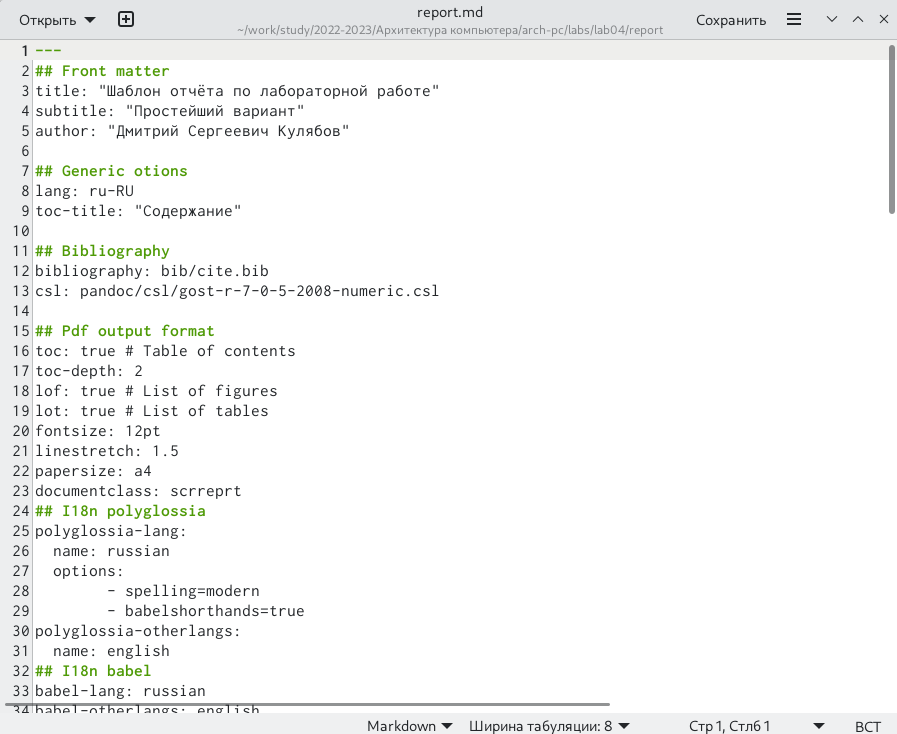 Открыть
report.md
~/work/study/2022-2023/Архитектура компьютера/arch-pc/labs/lab04/report
Сохранить
1 ---
2 ## Front matter
3 title: "Шаблон отчёта по лабораторной работе"
4 subtitle: "Простейший вариант"
5 author: "Дмитрий Сергеевич Кулябов"
6
7 ## Generic otions
8 lang: ru-RU
9 toc-title: "Содержание"
10
11 ## Bibliography
12 bibliography: bib/cite.bib
13 csl: pandoc/csl/gost-r-7-0-5-2008-numeric.csl
14
15 ## Pdf output format
16 toc: true # Table of contents
17 toc-depth: 2
18 lof: true # List of figures
19 lot: true # List of tables
20 fontsize: 12pt
21 linestretch: 1.5
22 papersize: a4
23 documentclass: scrreprt
24 ## I18n polyglossia
25 polyglossia-lang:
26   name: russian
27   options:
28         - spelling=modern
29         - babelshorthands=true
30 polyglossia-otherlangs:
31   name: english
32 ## I18n babel
33 babel-lang: russian
34 babel-otherlangs: english
Markdown Ширина табуляции: 8 Стр 1, Стлб 1 ВСТ